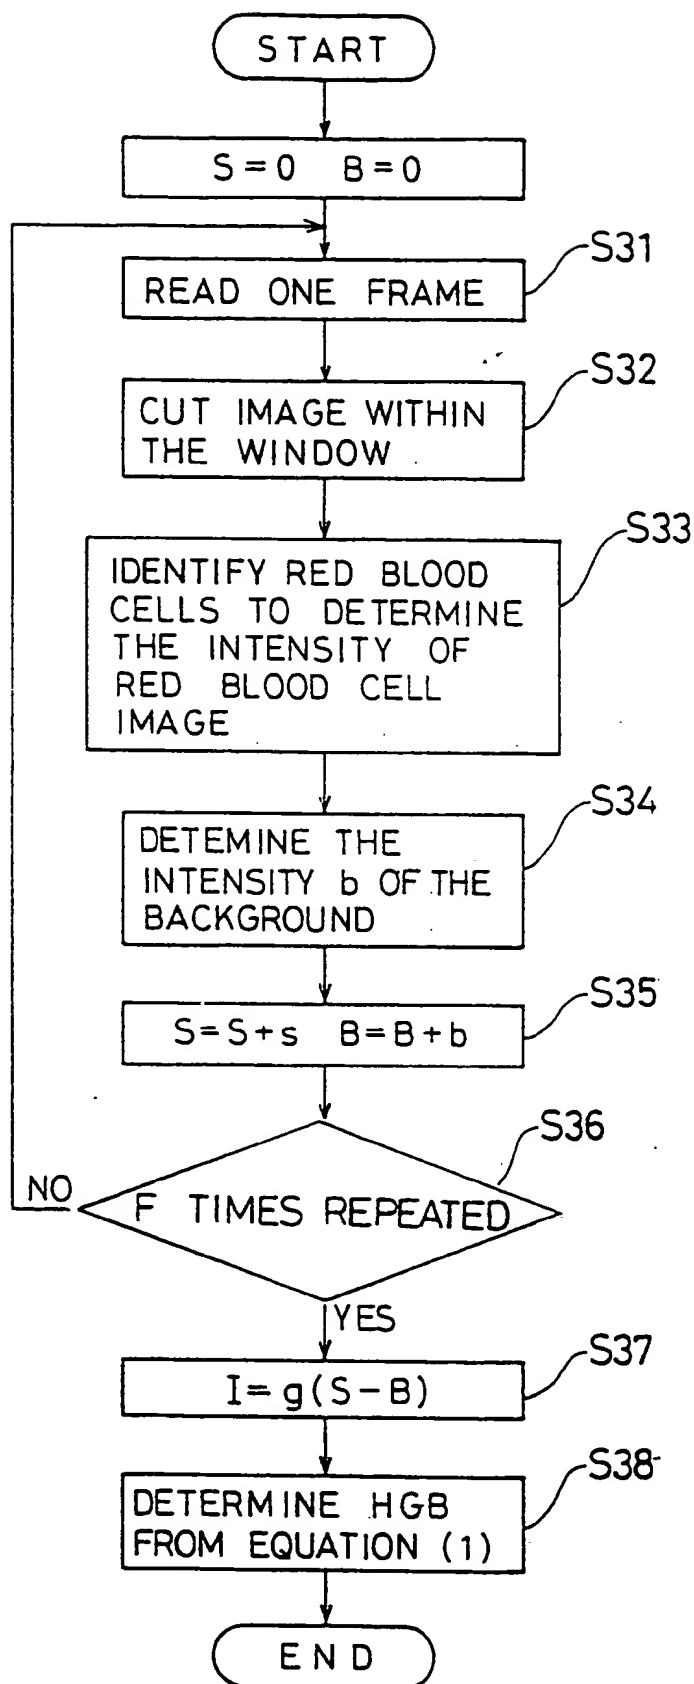 START
S=0 B=0
S31
READ ONE FRAME
S32
CUT IMAGE WITHIN
THE WINDOW
S33
IDENTIFY RED BLOOD
CELLS TO DETERMINE
THE INTENSITY OF
RED BLOOD CELL
IMAGE
S34
DETEMINE THE
INTENSITY b OF THE
BACKGROUND
S35
S=S+s B=B+b
S36
NO
F TIMES REPEATED
YES
S37
I=g(S-B)
S38
DETERMINE HGB
FROM EQUATION (1)
END